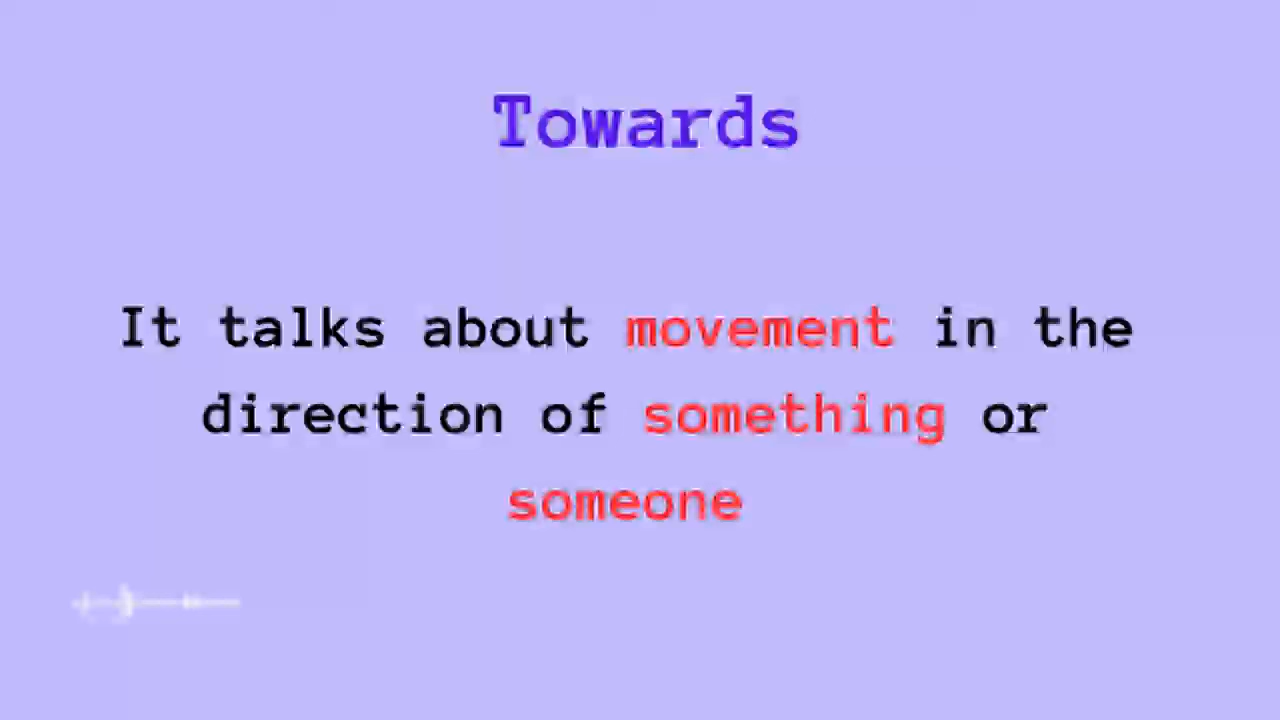 Towards
It talks about movement in the
direction of something or
someone